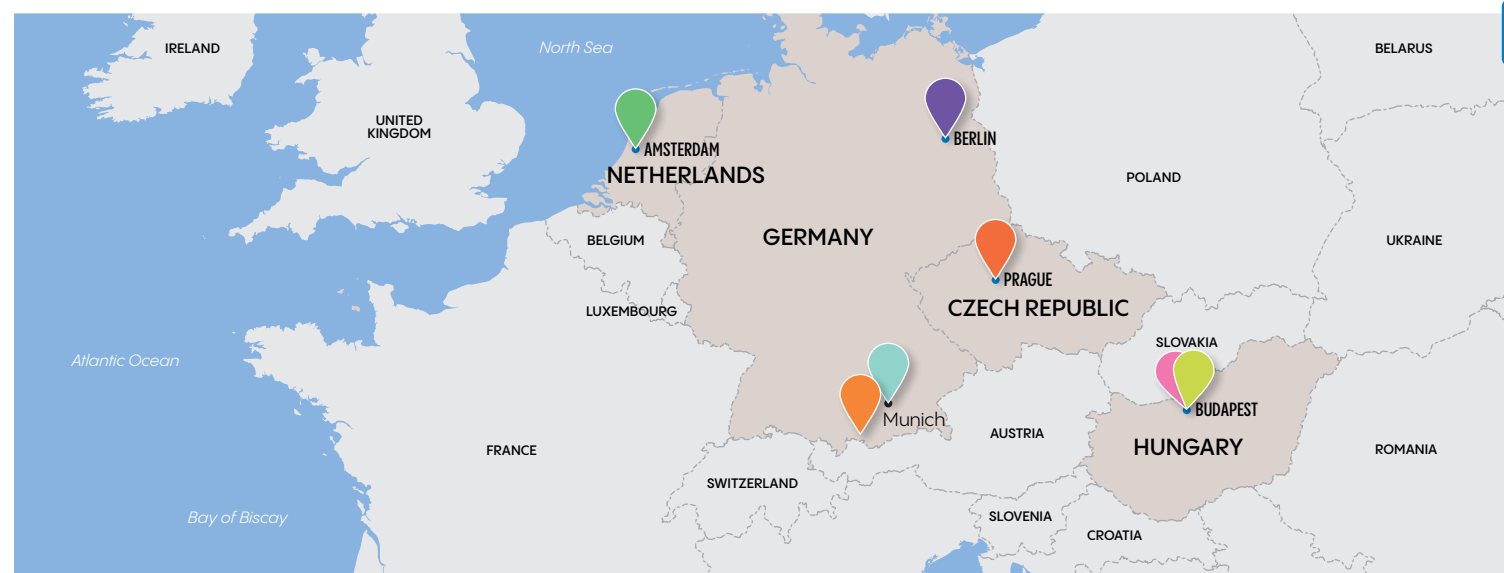 IRELAND
North Sea
BELARUS
UNITED
KINGDOM
AMSTERDAM
NETHERLANDS
BERLIN
POLAND
BELGIUM
GERMANY
UKRAINE
PRAGUE
CZECH REPUBLIC
LUXEMBOURG
SLOVAKIA
Atlantic Ocean
Munich
BUDAPEST
AUSTRIA
HUNGARY
FRANCE
ROMANIA
SWITZERLAND
Bay of Biscay
SLOVENIA
CROATIA